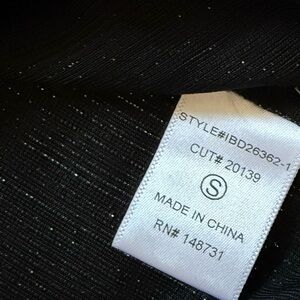 STYLE#IBD26362-1
CUT# 20139
S
MADE IN CHINA
RN# 148731